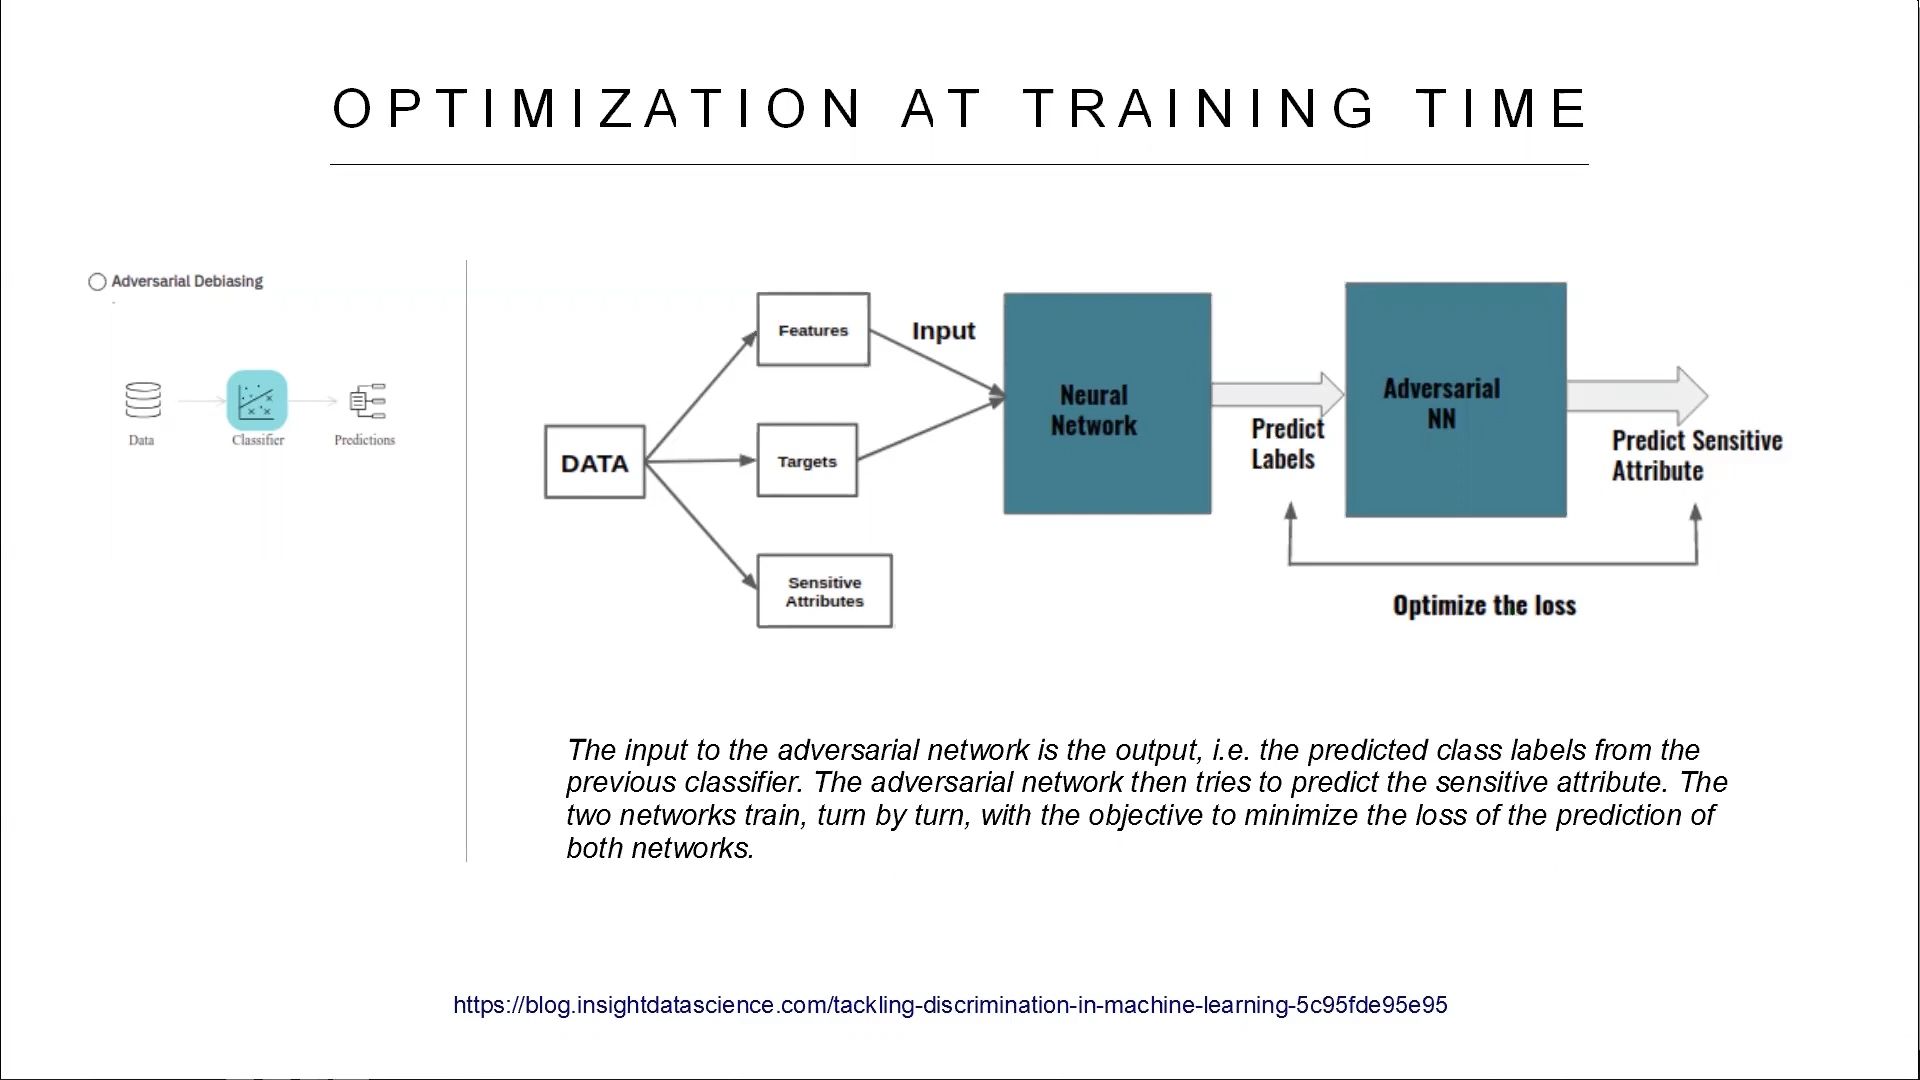 OPTIMIZATION AT TRAINING TIME
Adversarial Debiasing
Data
Classifier
Predictions
DATA
Features
Targets
Sensitive
Attributes
Input
Neural
Network
Predict
Labels
Adversarial
NN
Predict Sensitive
Attribute
Optimize the loss
The input to the adversarial network is the output, i.e. the predicted class labels from the
previous classifier. The adversarial network then tries to predict the sensitive attribute. The
two networks train, turn by turn, with the objective to minimize the loss of the prediction of
both networks.
https://blog.insightdatascience.com/tackling-discrimination-in-machine-learning-5c95fde95e95